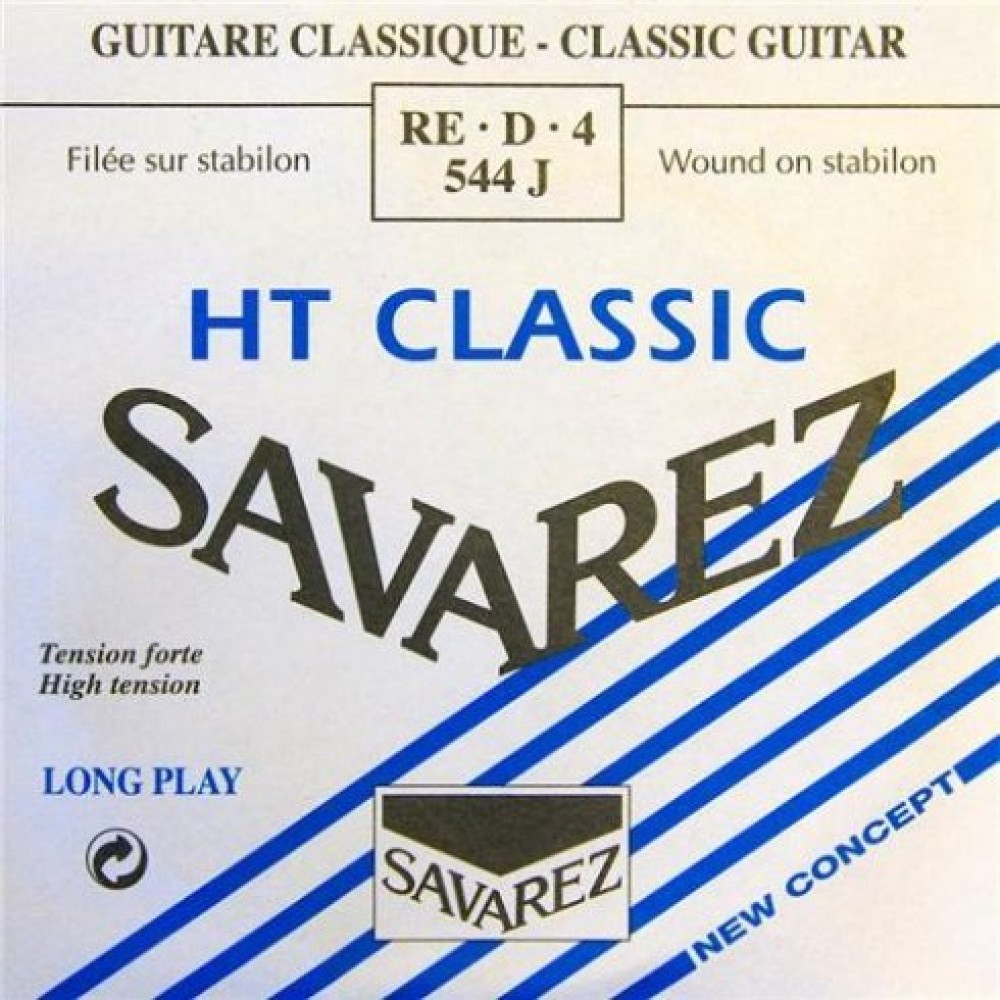 GUITARE CLASSIQUE - CLASSIC GUITAR
RE · D · 4
544 J
Filée sur stabilon
Wound on stabilon
HT CLASSIC
SAVAREZ
Tension forte
High tension
LONG PLAY
SAVAREZ
NEW CONCEPT